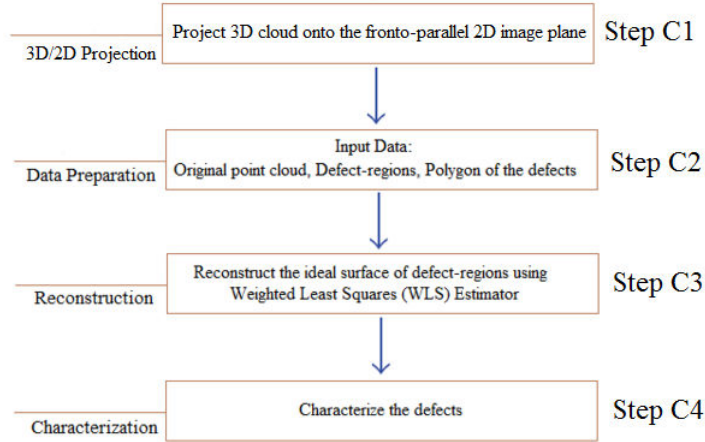 Project 3D cloud onto the fronto-parallel 2D image plane
Step C1
3D/2D Projection
Input Data:
Original point cloud, Defect-regions, Polygon of the defects
Step C2
Data Preparation
Reconstruct the ideal surface of defect-regions using
Weighted Least Squares (WLS) Estimator
Step C3
Reconstruction
Characterize the defects
Step C4
Characterization